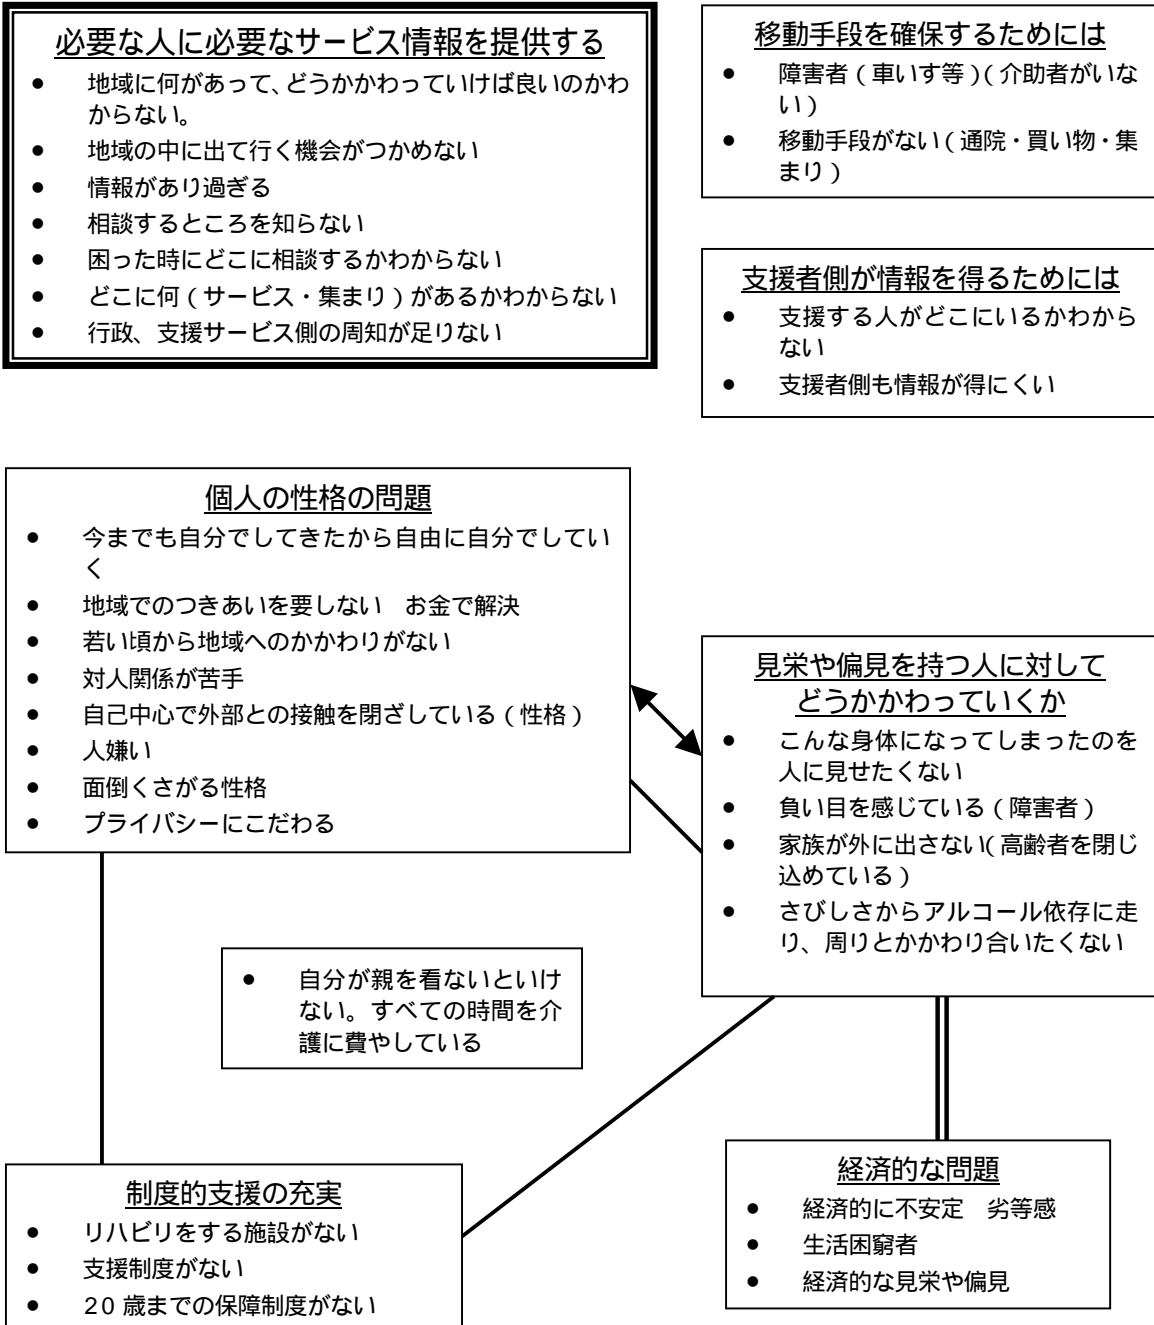 必要な人に必要なサービス情報を提供する
● 地域に何があって、どうかかわっていけば良いのかわ
からない。
● 地域の中に出て行く機会がつかめない
● 情報があり過ぎる
● 相談するところを知らない
● 困った時にどこに相談するかわからない
● どこに何（サービス・集まり）があるかわからない
● 行政、支援サービス側の周知が足りない
移動手段を確保するためには
● 障害者（車いす等）（介助者がいな
い）
● 移動手段がない（通院・買い物・集
まり）
支援者側が情報を得るためには
● 支援する人がどこにいるかわから
ない
● 支援者側も情報が得にくい
個人の性格の問題
● 今までも自分でしてきたから自由に自分でしてい
く
● 地域でのつきあいを要しない　お金で解決
● 若い頃から地域へのかかわりがない
● 対人関係が苦手
● 自己中心で外部との接触を閉ざしている（性格）
● 人嫌い
● 面倒くさがる性格
● プライバシーにこだわる
見栄や偏見を持つ人に対して
どうかかわっていくか
● こんな身体になってしまったのを
人に見せたくない
● 負い目を感じている（障害者）
● 家族が外に出さない（高齢者を閉じ
込めている）
● さびしさからアルコール依存に走
り、周りとかかわり合いたくない
● 自分が親を看ないといけ
ない。すべての時間を介
護に費やしている
制度的支援の充実
● リハビリをする施設がない
● 支援制度がない
● 20 歳までの保障制度がない
経済的な問題
● 経済的に不安定　劣等感
● 生活困窮者
● 経済的な見栄や偏見